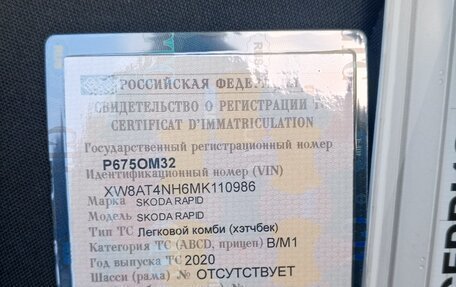 РОССИЙСКАЯ ФЕДЕРА
СВИДЕТЕЛЬСТВО О РЕГИСТРАЦИИ Т
CERTIFICAT D'IMMATRICULATION
Государственный регистрационный номер
Р675ОМ32
Идентификационный номер (VIN)
XW8AT4NH6MK110986
Марка SKODA RAPID
Модель SKODA RAPID
Тип ТС Легковой комби (хэтчбек)
Категория ТС (ABCD, прицеп) B/M1
Год выпуска ТС 2020
Шасси (рама) № ОТСУТСТВУЕТ